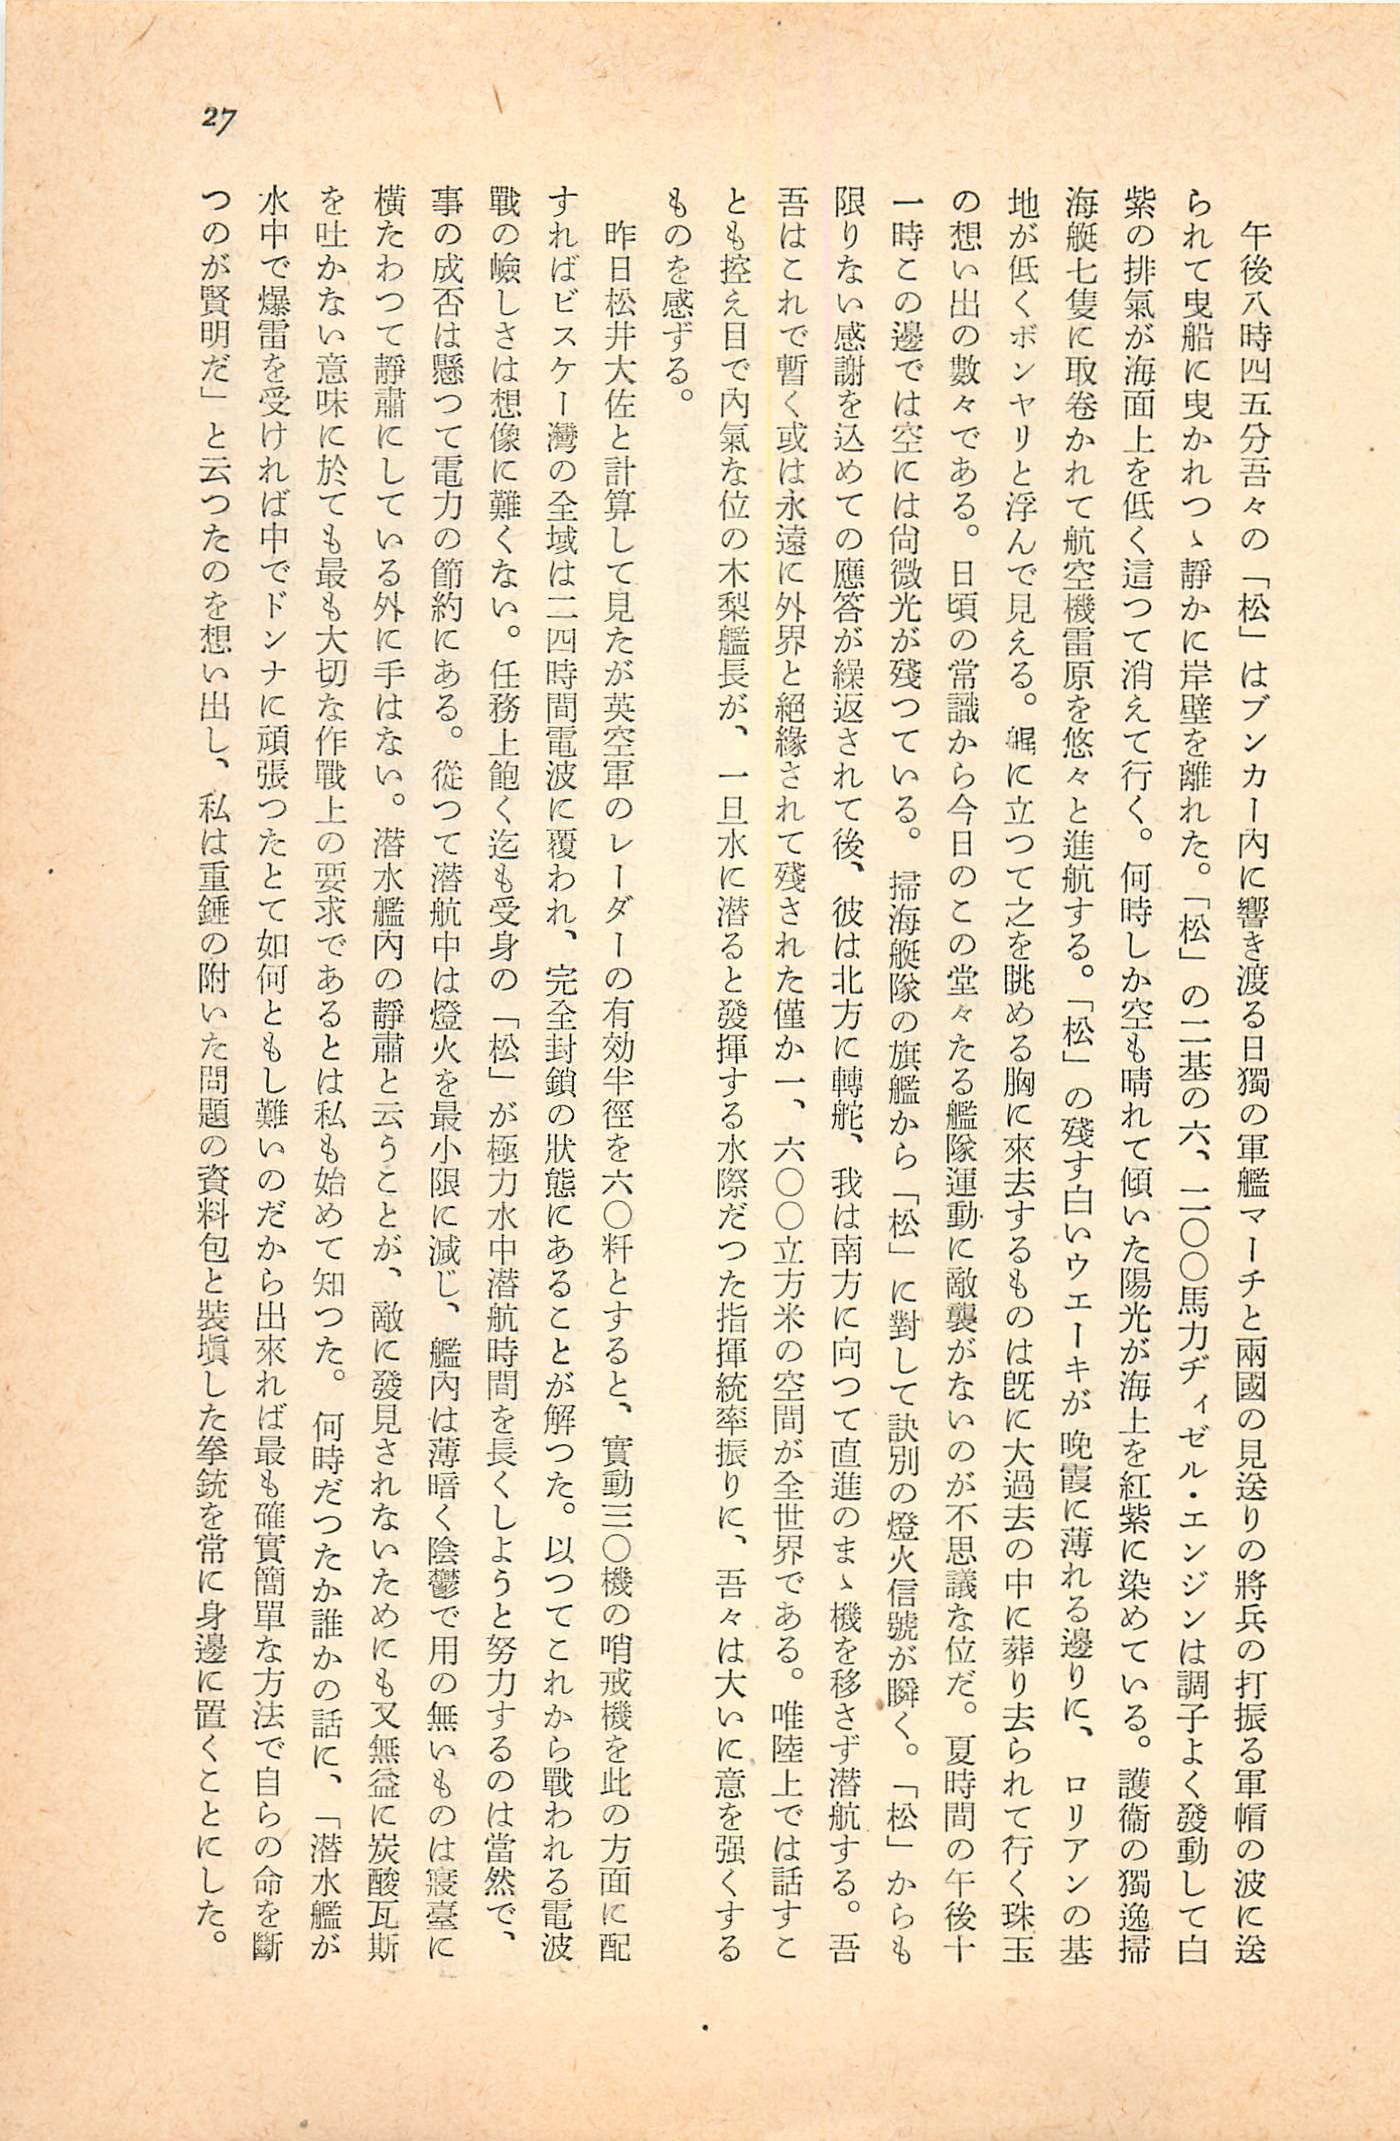 27
午後八時四五分吾々の「松」はブンカー內に響き渡る日獨の軍艦マーチと兩國の見送りの將兵の打振る軍帽の波に送
られて曳船に曳かれつゝ靜かに岸壁を離れた。「松」の二基の六、二〇〇馬力ヂィゼル・エンジンは調子よく發動して白
紫の排氣が海面上を低く這つて消えて行く。何時しか空も晴れて傾いた陽光が海上を紅紫に染めている。護衞の獨逸掃
海艇七隻に取卷かれて航空機雷原を悠々と進航する。「松」の殘す白いウエーキが晩霞に薄れる邊りに、ロリアンの基
地が低くボンヤリと浮んで見える。艉に立つて之を眺める胸に來去するものは旣に大過去の中に葬り去られて行く珠玉
の想い出の數々である。日頃の常識から今日のこの堂々たる艦隊運動に敵襲がないのが不思議な位だ。夏時間の午後十
一時この邊では空には尙微光が殘つている。掃海艇隊の旗艦から「松」に對して訣別の燈火信號が瞬く。「松」からも
限りない感謝を込めての應答が繰返されて後、彼は北方に轉舵、我は南方に向つて直進のまゝ機を移さず潜航する。吾
吾はこれで暫く或は永遠に外界と絕緣されて殘された僅か一、六〇〇立方米の空間が全世界である。唯陸上では話すこ
とも控え目で內氣な位の木梨艦長が、一旦水に潜ると發揮する水際だつた指揮統率振りに、吾々は大いに意を强くする
ものを感ずる。
昨日松井大佐と計算して見たが英空軍のレーダーの有効半徑を六〇粁とすると、實動三〇機の哨戒機を此の方面に配
すればビスケー灣の全域は二四時間電波に覆われ、完全封鎖の狀態にあることが解つた。以つてこれから戰われる電波
戰の嶮しさは想像に難くない。任務上飽く迄も受身の「松」が極力水中潜航時間を長くしようと努力するのは當然で、
事の成否は懸つて電力の節約にある。從つて潜航中は燈火を最小限に減じ、艦內は薄暗く陰鬱で用の無いものは寢臺に
橫たわつて靜肅にしている外に手はない。潜水艦內の靜肅と云うことが、敵に發見されないためにも又無益に炭酸瓦斯
を吐かない意味に於ても最も大切な作戰上の要求であるとは私も始めて知つた。何時だつたか誰かの話に、「潜水艦が
水中で爆雷を受ければ中でドンナに頑張つたとて如何ともし難いのだから出來れば最も確實簡單な方法で自らの命を斷
つのが賢明だ」と云つたのを想い出し、私は重錘の附いた問題の資料包と裝塡した拳銃を常に身邊に置くことにした。